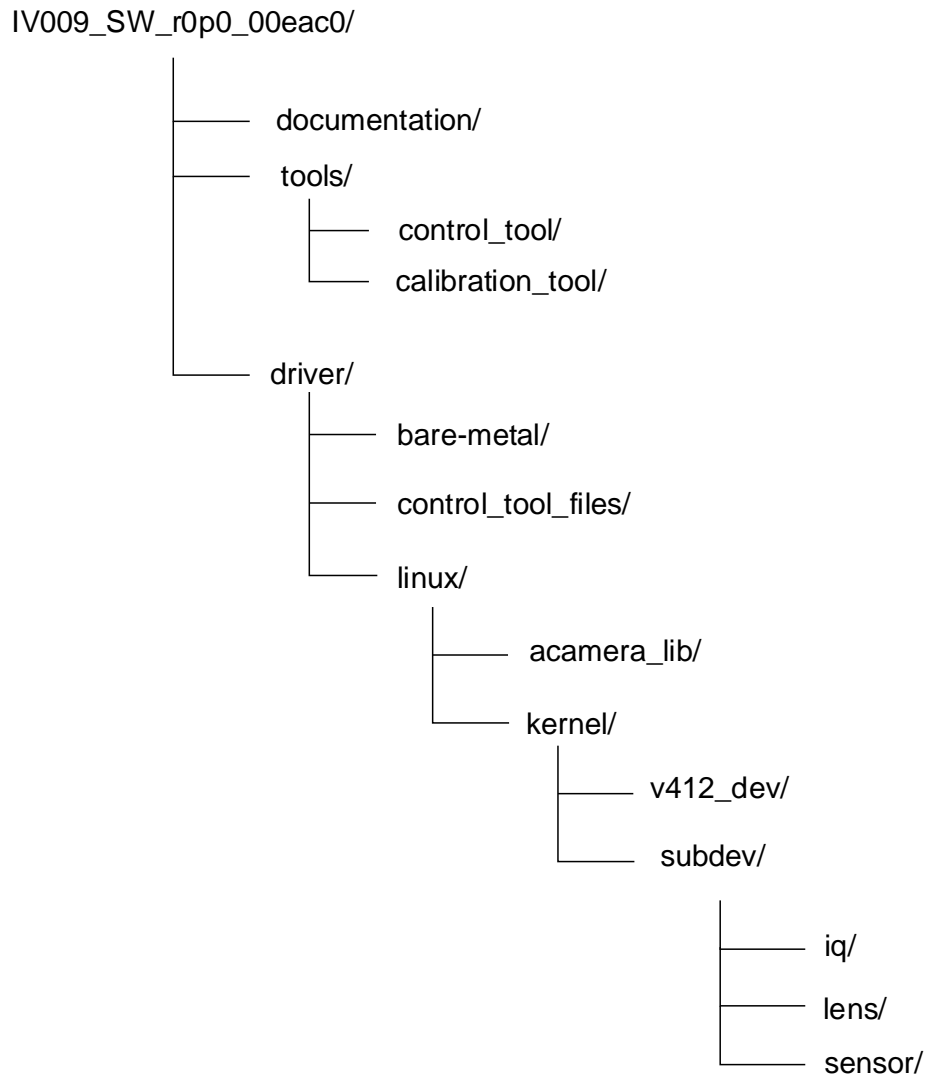 IV009_SW_r0p0_00eac0/
documentation/
tools/
control_tool/
calibration_tool/
driver/
bare-metal/
control_tool_files/
linux/
acamera_lib/
kernel/
v412_dev/
subdev/
iq/
lens/
sensor/